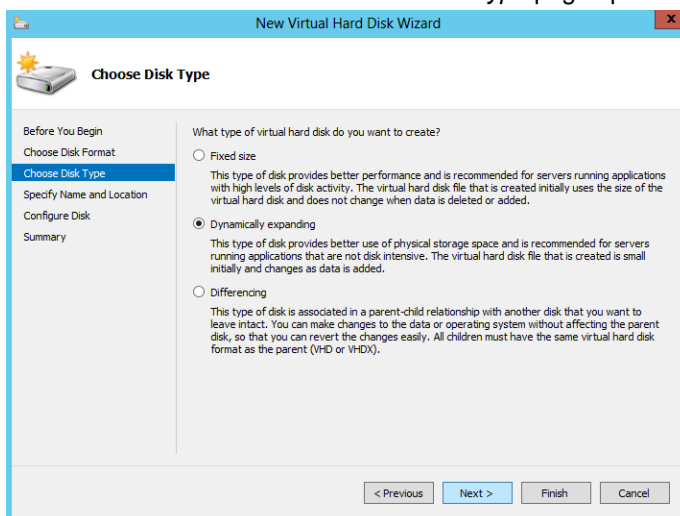 New Virtual Hard Disk Wizard
x
Choose Disk Type
Before You Begin
Choose Disk Format
Choose Disk Type
Specify Name and Location
Configure Disk
Summary
What type of virtual hard disk do you want to create?
Fixed size
This type of disk provides better performance and is recommended for servers running applications
with high levels of disk activity. The virtual hard disk file that is created initially uses the size of the
virtual hard disk and does not change when data is deleted or added.
Dynamically expanding
This type of disk provides better use of physical storage space and is recommended for servers
running applications that are not disk intensive. The virtual hard disk file that is created is small
initially and changes as data is added.
Differencing
This type of disk is associated in a parent-child relationship with another disk that you want to
leave intact. You can make changes to the data or operating system without affecting the parent
disk, so that you can revert the changes easily. All children must have the same virtual hard disk
format as the parent (VHD or VHDX).
< Previous
Next >
Finish
Cancel